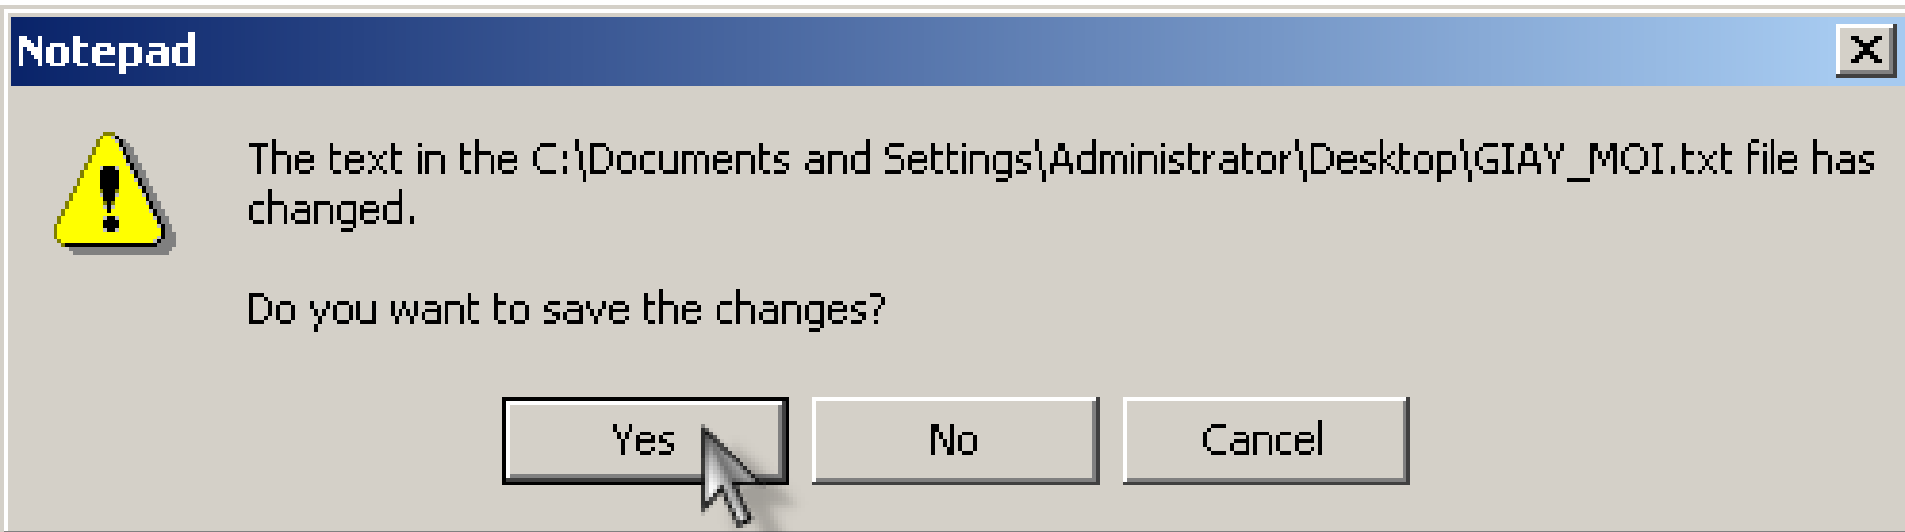 Notepad
The text in the C:\Documents and Settings\Administrator\Desktop\GIAY_MOI.txt file has
changed.
Do you want to save the changes?
Yes No Cancel